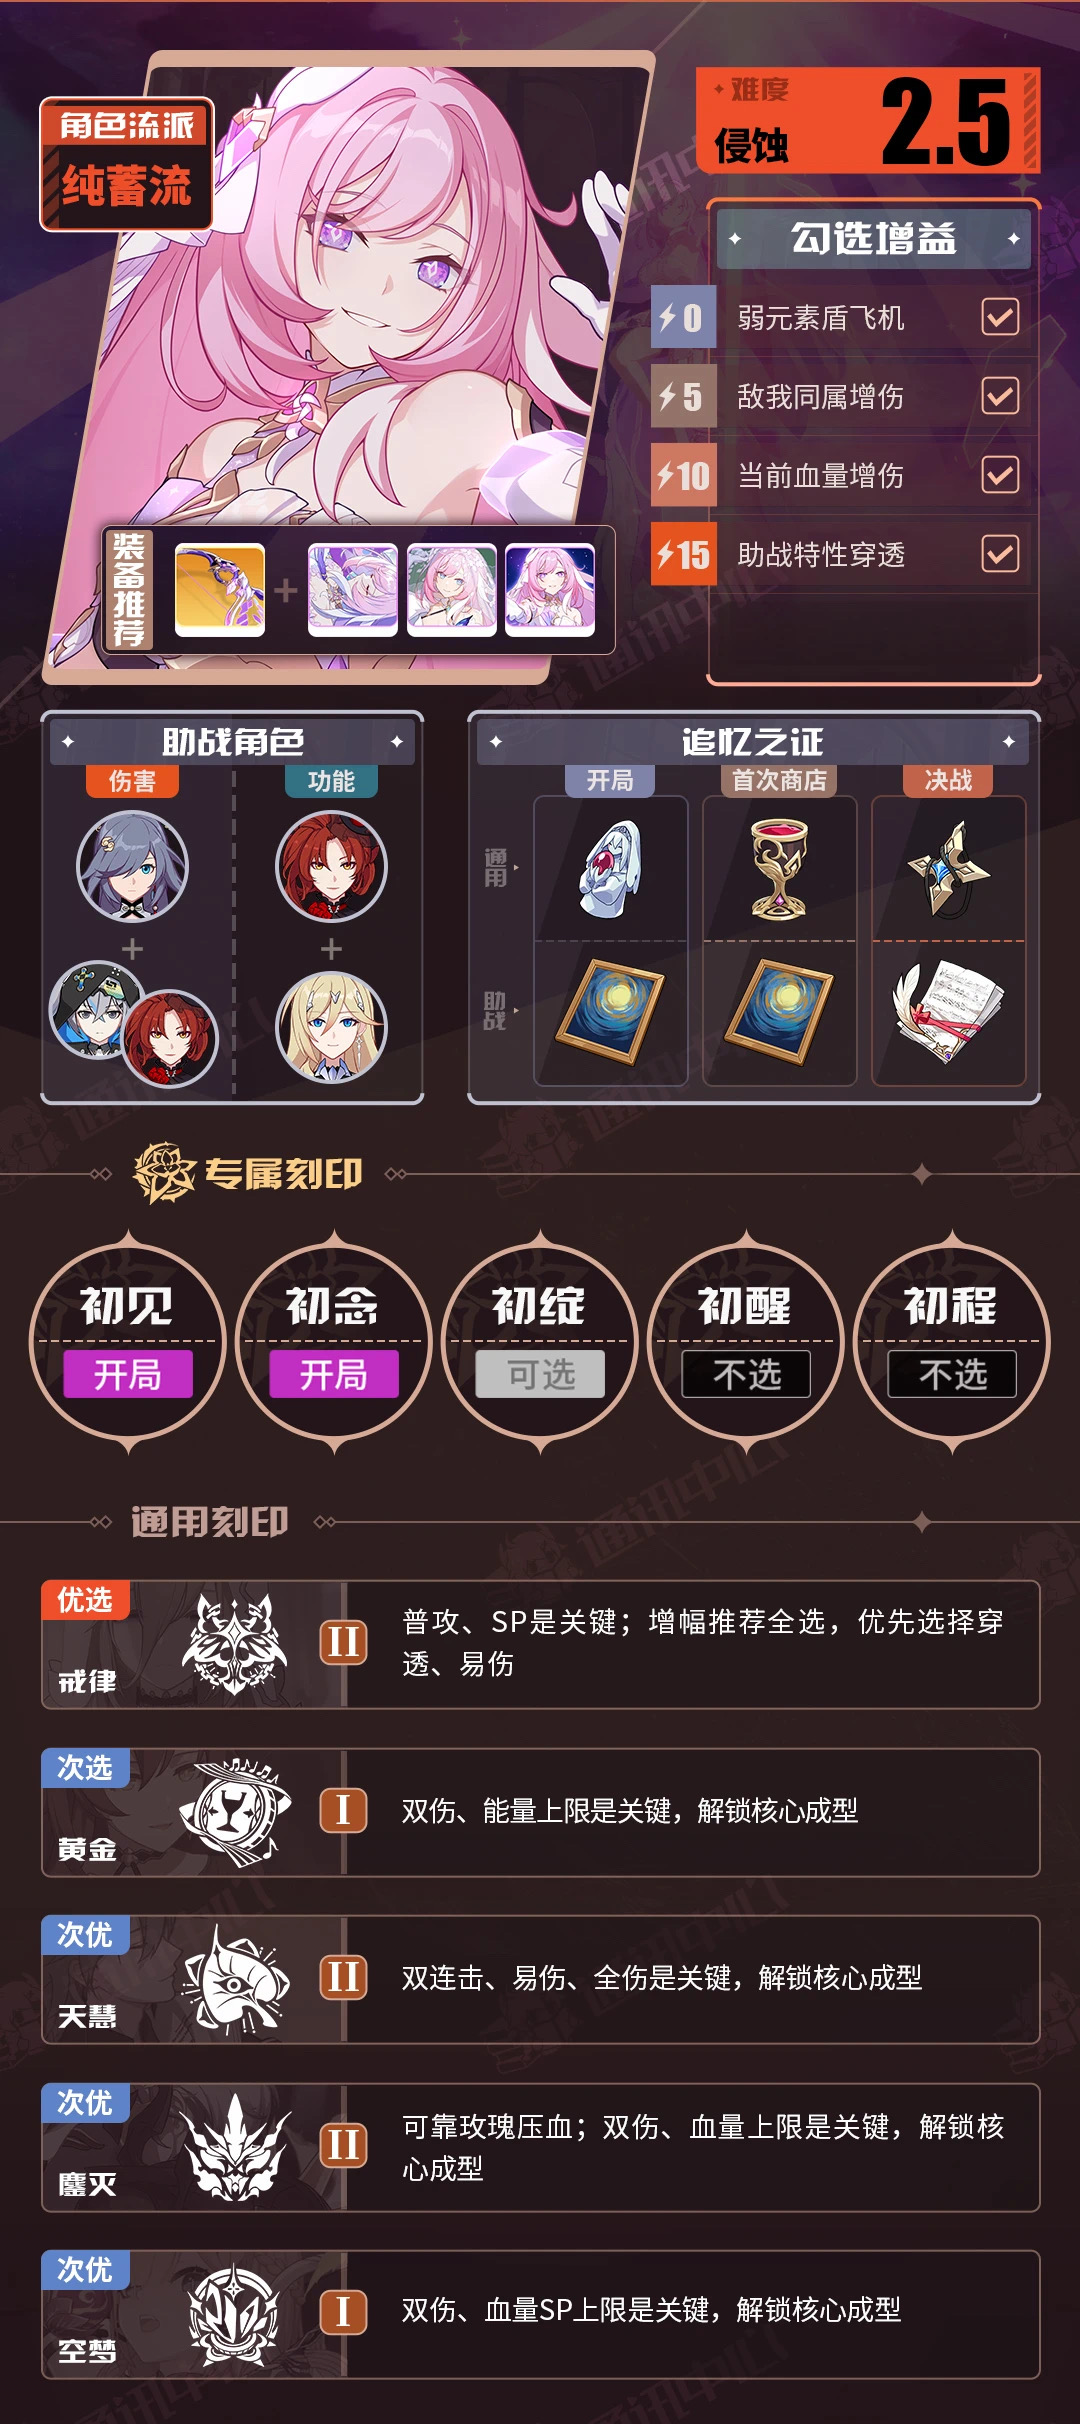 角色流派
纯蓄流
难度
侵蚀
2.5
勾选增益
0
弱元素盾飞机
5
敌我同属增伤
10
当前血量增伤
15
助战特性穿透
装备推荐
助战角色
伤害
功能
追忆之证
开局
首次商店
决战
通用
助战
专属刻印
初见
开局
初念
开局
初绽
可选
初醒
不选
初程
不选
通用刻印
优选
戒律
II
普攻、SP是关键；增幅推荐全选，优先选择穿
透、易伤
次选
黄金
I
双伤、能量上限是关键，解锁核心成型
次优
天慧
II
双连击、易伤、全伤是关键，解锁核心成型
次优
鏖灭
II
可靠玫瑰压血；双伤、血量上限是关键，解锁核
心成型
次优
空梦
I
双伤、血量SP上限是关键，解锁核心成型
通讯中心